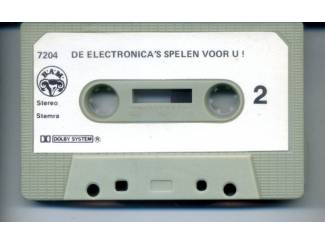 7204 DE ELECTRONICA'S SPELEN VOOR U !
B.A.M.
Stereo
Stemra
2
DOLBY SYSTEM ®